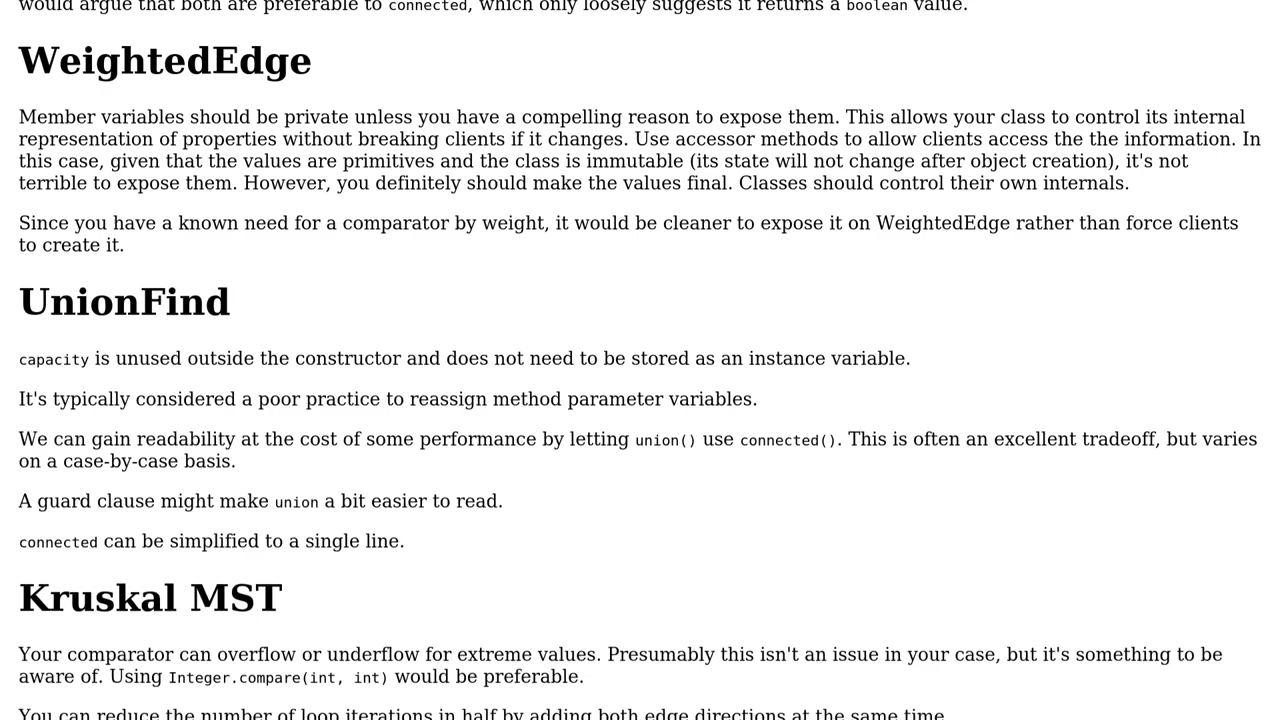 would argue that both are preferable to connected, which only loosely suggests it returns a boolean value.
WeightedEdge
Member variables should be private unless you have a compelling reason to expose them. This allows your class to control its internal
representation of properties without breaking clients if it changes. Use accessor methods to allow clients access the the information. In
this case, given that the values are primitives and the class is immutable (its state will not change after object creation), it's not
terrible to expose them. However, you definitely should make the values final. Classes should control their own internals.
Since you have a known need for a comparator by weight, it would be cleaner to expose it on WeightedEdge rather than force clients
to create it.
UnionFind
capacity is unused outside the constructor and does not need to be stored as an instance variable.
It's typically considered a poor practice to reassign method parameter variables.
We can gain readability at the cost of some performance by letting union() use connected(). This is often an excellent tradeoff, but varies
on a case-by-case basis.
A guard clause might make union a bit easier to read.
connected can be simplified to a single line.
Kruskal MST
Your comparator can overflow or underflow for extreme values. Presumably this isn't an issue in your case, but it's something to be
aware of. Using Integer.compare(int, int) would be preferable.
You can reduce the number of loop iterations in half by adding both edge directions at the same time.